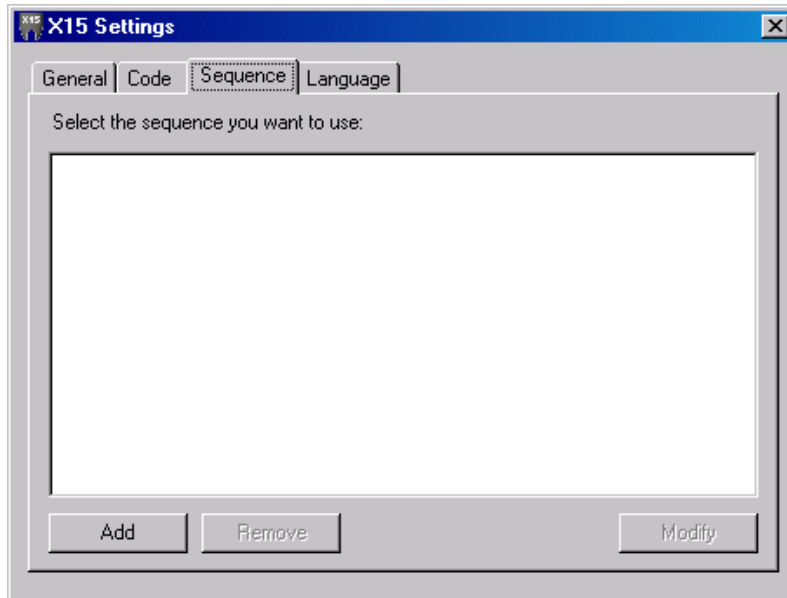 X15 X15 Settings
General Code Sequence Language
Select the sequence you want to use:
Add Remove Modify